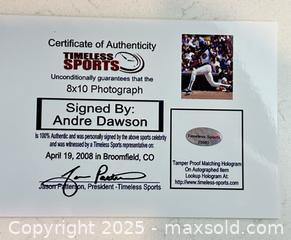 Certificate of Authenticity
TIMELESS
SPORTS
Unconditionally guarantees that the
8x10 Photograph
Signed By:
Andre Dawson
is 100% Authentic and was personally signed by the above sports celebrity
and was witnessed by a Timeless Sports representative on:
April 19, 2008 in Broomfield, CO
Jason Patterson, President -Timeless Sports
Timeless Sports
Tamper Proof Matching Hologram
On Autographed Item
Lookup Hologram At:
http://www.timeless-sports.com
Copyright 2025 - maxsold.com